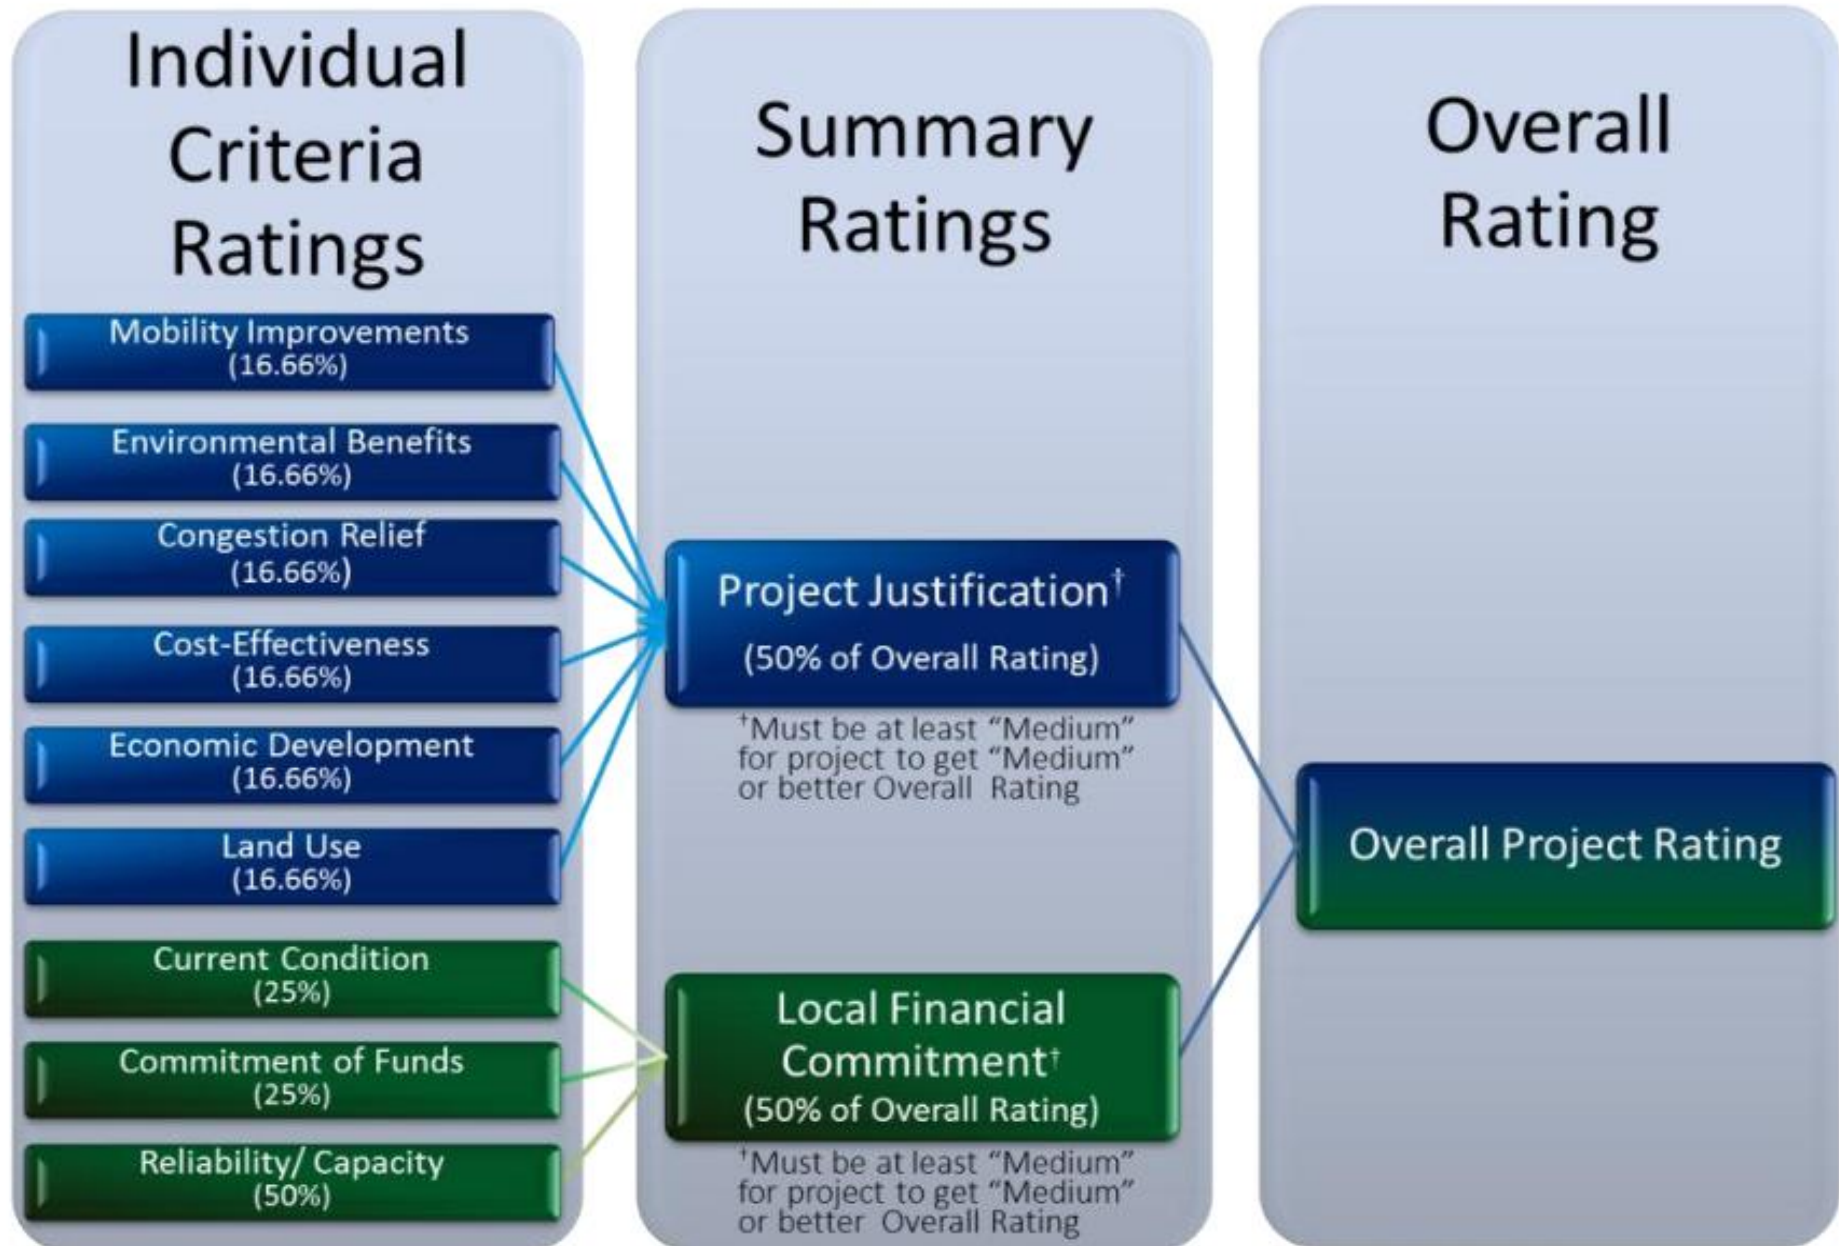 Individual
Criteria
Ratings
Mobility Improvements
(16.66%)
Environmental Benefits
(16.66%)
Congestion Relief
(16.66%)
Cost-Effectiveness
(16.66%)
Economic Development
(16.66%)
Land Use
(16.66%)
Current Condition
(25%)
Commitment of Funds
(25%)
Reliability/ Capacity
(50%)
Summary
Ratings
Project Justification†
(50% of Overall Rating)
†Must be at least “Medium”
for project to get “Medium”
or better Overall Rating
Local Financial
Commitment†
(50% of Overall Rating)
†Must be at least “Medium”
for project to get “Medium”
or better Overall Rating
Overall
Rating
Overall Project Rating